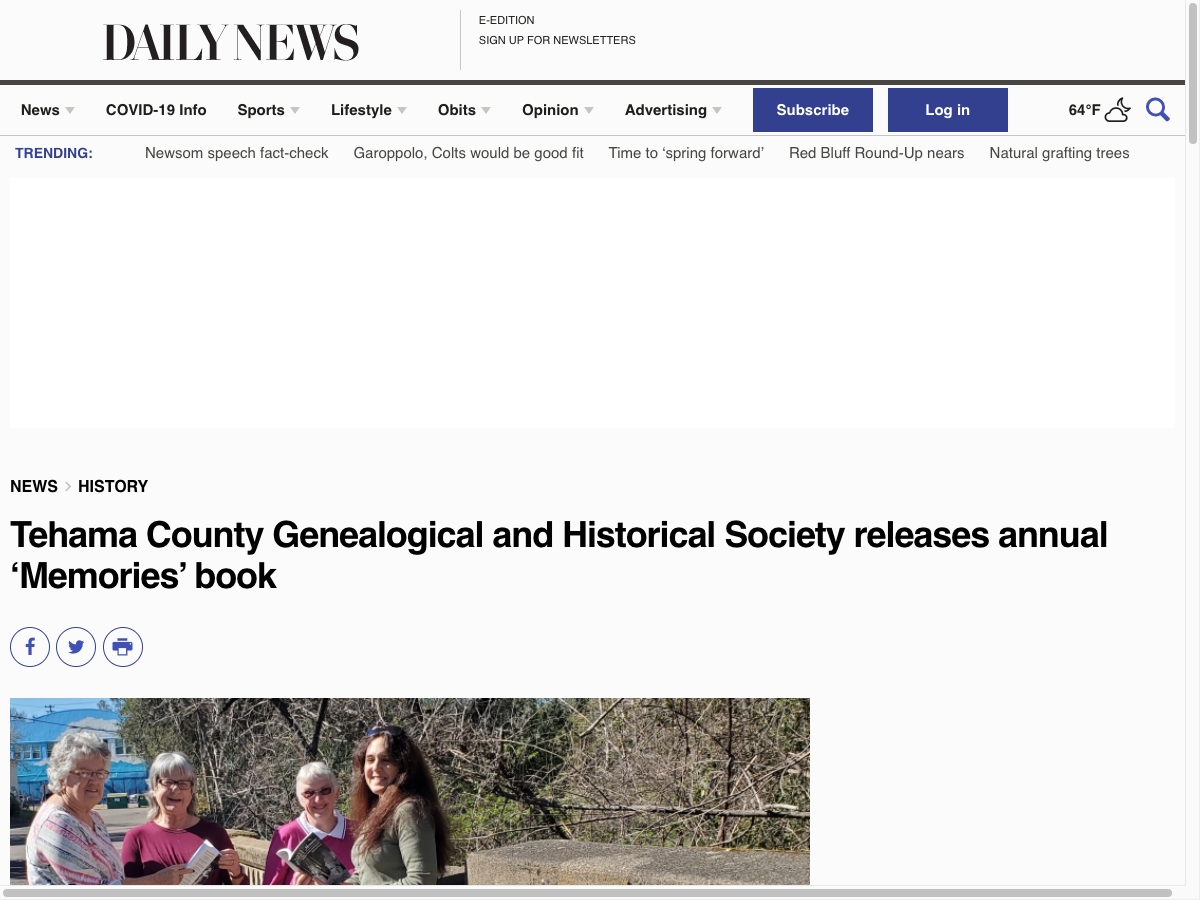 DAILY NEWS
E-EDITION
SIGN UP FOR NEWSLETTERS
News COVID-19 Info Sports Lifestyle Obits Opinion Advertising Subscribe Log in 64°F
TRENDING: Newsom speech fact-check Garoppolo, Colts would be good fit Time to ‘spring forward’ Red Bluff Round-Up nears Natural grafting trees
NEWS > HISTORY
Tehama County Genealogical and Historical Society releases annual
‘Memories’ book